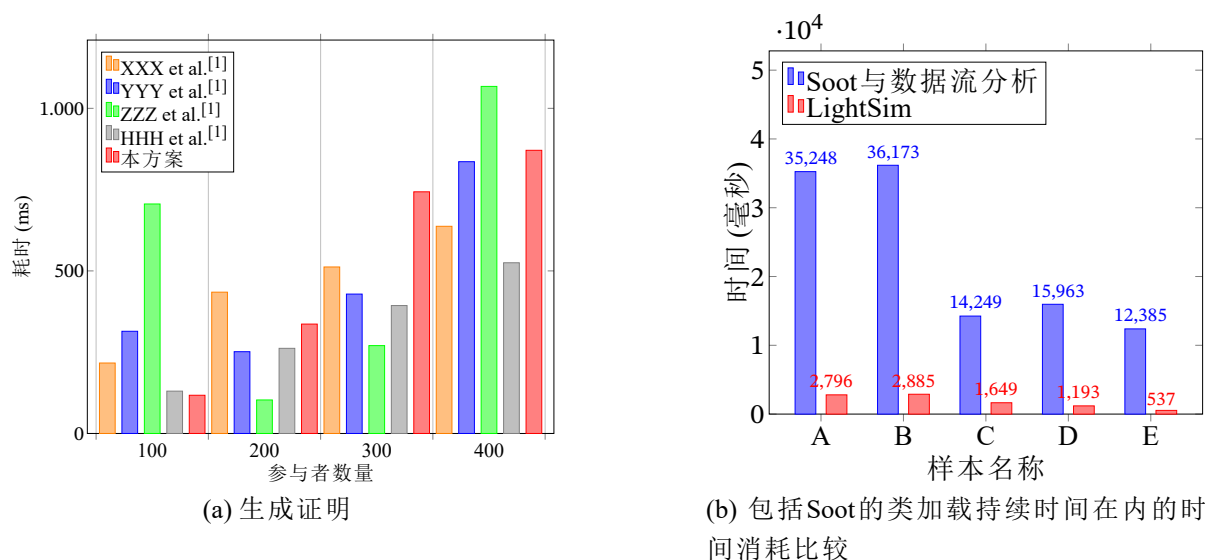 XXX et al.[1]
YYY et al.[1]
ZZZ et al.[1]
HHH et al.[1]
本方案
1.000
500
0
耗时 (ms)
100 200 300 400
参与者数量
(a) 生成证明
·10⁴
Soot与数据流分析
LightSim
5
4
3
2
1
0
时间 (毫秒)
35,248
36,173
14,249
15,963
12,385
2,796
2,885
1,649
1,193
537
A B C D E
样本名称
(b) 包括Soot的类加载持续时间在内的时
间消耗比较